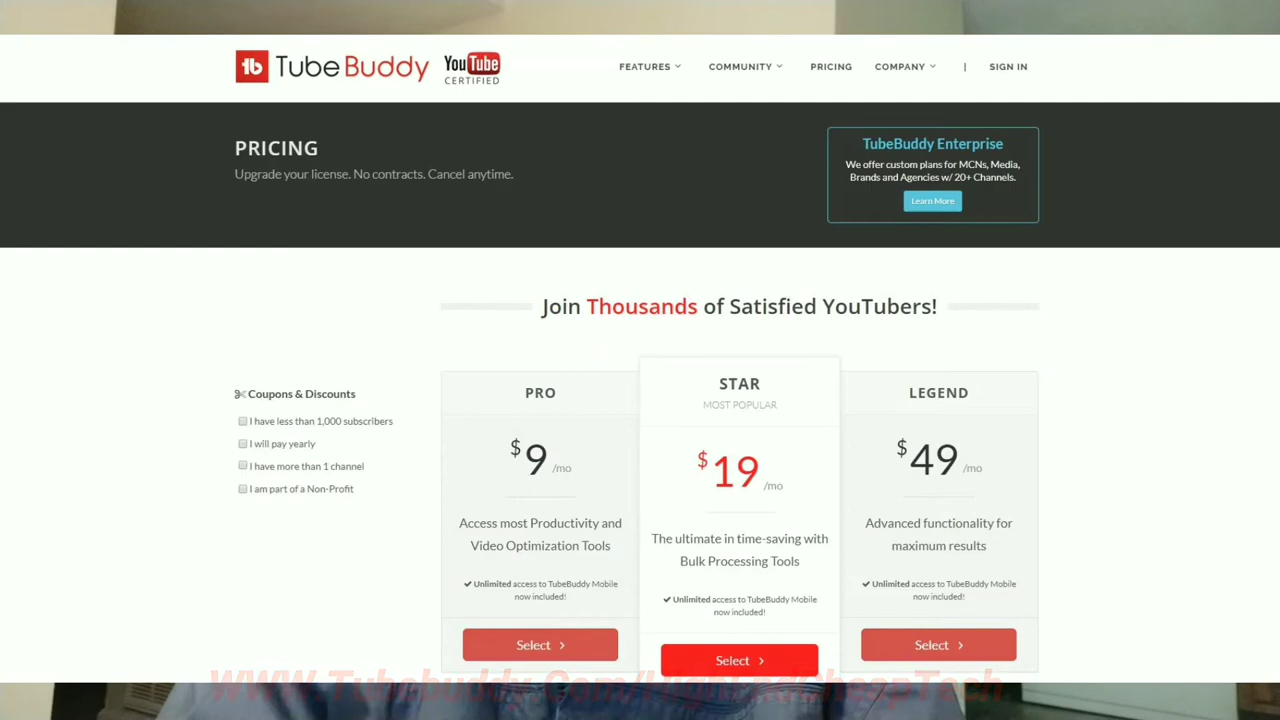 TubeBuddy YouTube CERTIFIED
FEATURES COMMUNITY PRICING COMPANY | SIGN IN
PRICING
Upgrade your license. No contracts. Cancel anytime.
TubeBuddy Enterprise
We offer custom plans for MCNs, Media,
Brands and Agencies w/ 20+ Channels.
Learn More
Join Thousands of Satisfied YouTubers!
Coupons & Discounts
I have less than 1,000 subscribers
I will pay yearly
I have more than 1 channel
I am part of a Non-Profit
PRO
$9 /mo
Access most Productivity and
Video Optimization Tools
Unlimited access to TubeBuddy Mobile
now included!
Select
STAR
MOST POPULAR
$19 /mo
The ultimate in time-saving with
Bulk Processing Tools
Unlimited access to TubeBuddy Mobile
now included!
Select
LEGEND
$49 /mo
Advanced functionality for
maximum results
Unlimited access to TubeBuddy Mobile
now included!
Select